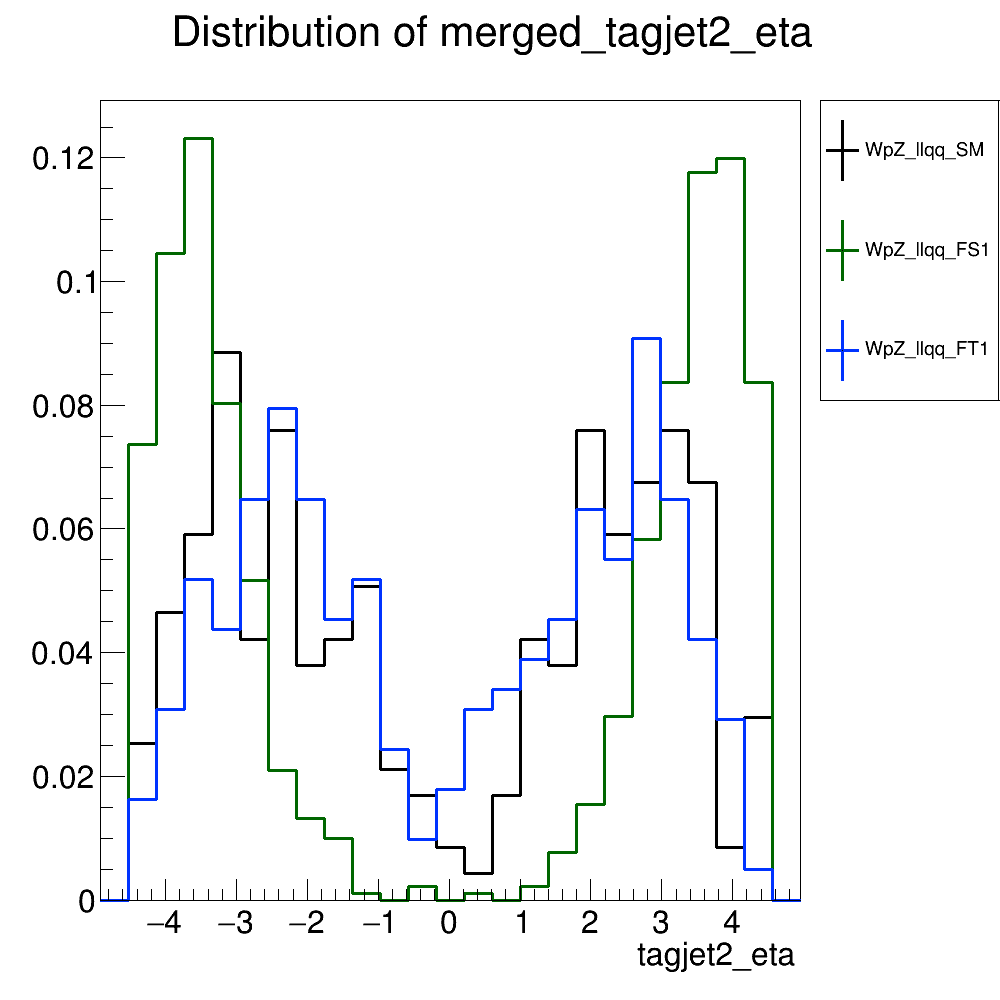 Distribution of merged_tagjet2_eta
0.12
0.1
0.08
0.06
0.04
0.02
0
−4 −3 −2 −1 0 1 2 3 4
tagjet2_eta
WpZ_llqq_SM
WpZ_llqq_FS1
WpZ_llqq_FT1